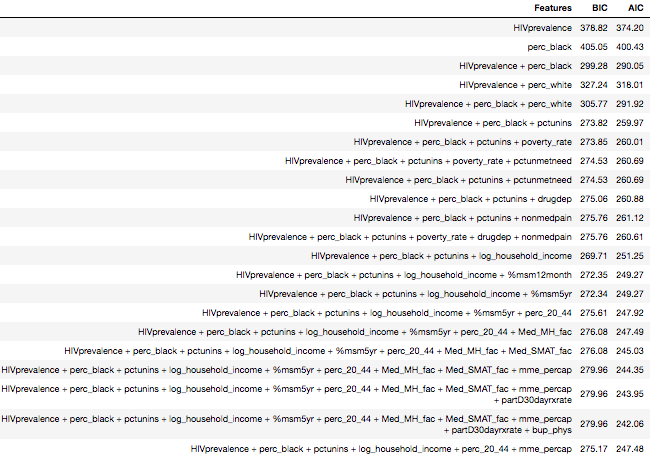 Features BIC AIC
HIVprevalence 378.82 374.20
perc_black 405.05 400.43
HIVprevalence + perc_black 299.28 290.05
HIVprevalence + perc_white 327.24 318.01
HIVprevalence + perc_black + perc_white 305.77 291.92
HIVprevalence + perc_black + pctunins 273.82 259.97
HIVprevalence + perc_black + pctunins + poverty_rate 273.85 260.01
HIVprevalence + perc_black + pctunins + poverty_rate + pctunmetneed 274.53 260.69
HIVprevalence + perc_black + pctunins + pctunmetneed 274.53 260.69
HIVprevalence + perc_black + pctunins + drugdep 275.06 260.88
HIVprevalence + perc_black + pctunins + nonmedpain 275.76 261.12
HIVprevalence + perc_black + pctunins + poverty_rate + drugdep + nonmedpain 275.76 260.61
HIVprevalence + perc_black + pctunins + log_household_income 269.71 251.25
HIVprevalence + perc_black + pctunins + log_household_income + %msm12month 272.35 249.27
HIVprevalence + perc_black + pctunins + log_household_income + %msm5yr 272.34 249.27
HIVprevalence + perc_black + pctunins + log_household_income + %msm5yr + perc_20_44 275.61 247.92
HIVprevalence + perc_black + pctunins + log_household_income + %msm5yr + perc_20_44 + Med_MH_fac 276.08 247.49
HIVprevalence + perc_black + pctunins + log_household_income + %msm5yr + perc_20_44 + Med_MH_fac + Med_SMAT_fac 276.08 245.03
HIVprevalence + perc_black + pctunins + log_household_income + %msm5yr + perc_20_44 + Med_MH_fac + Med_SMAT_fac + mme_percap 279.96 244.35
HIVprevalence + perc_black + pctunins + log_household_income + %msm5yr + perc_20_44 + Med_MH_fac + Med_SMAT_fac + mme_percap
+ partD30dayrxrate 279.96 243.95
HIVprevalence + perc_black + pctunins + log_household_income + %msm5yr + perc_20_44 + Med_MH_fac + Med_SMAT_fac + mme_percap
+ partD30dayrxrate + bup_phys 279.96 242.06
HIVprevalence + perc_black + pctunins + log_household_income + perc_20_44 + mme_percap 275.17 247.48